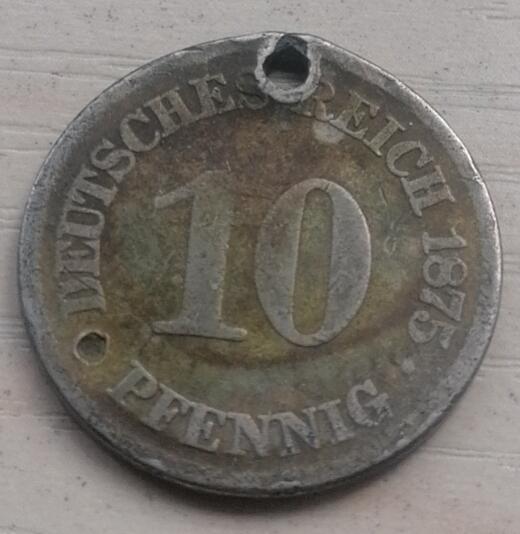 DEUTSCHES REICH 1875
10
PFENNIG